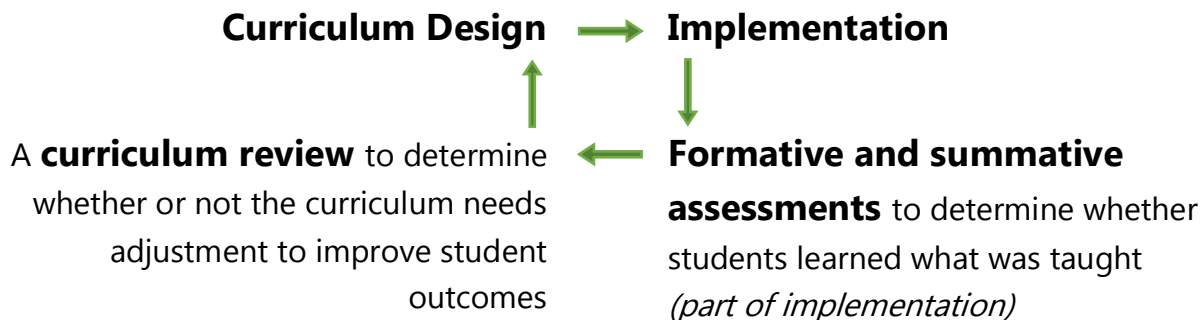 Curriculum Design
Implementation
A curriculum review to determine
whether or not the curriculum needs
adjustment to improve student
outcomes
Formative and summative
assessments to determine whether
students learned what was taught
(part of implementation)